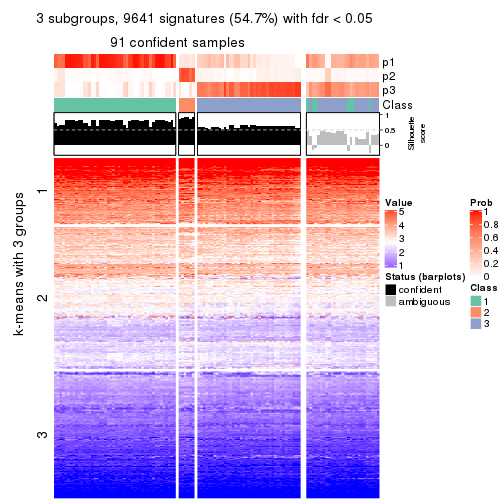 3 subgroups, 9641 signatures (54.7%) with fdr < 0.05
91 confident samples
p1
p2
p3
Class
1
0.5
0
Silhouette
score
k-means with 3 groups
1
2
3
Value
5
4
3
2
1
Status (barplots)
confident
ambiguous
Prob
1
0.8
0.6
0.4
0.2
0
Class
1
2
3